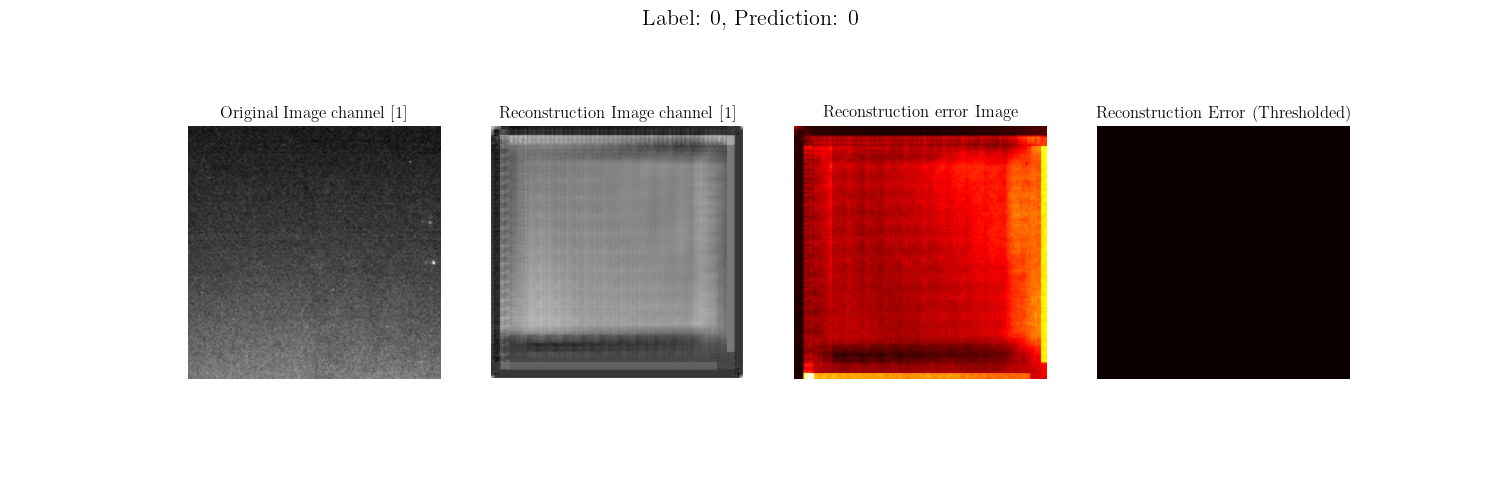 Label: 0, Prediction: 0
Original Image channel [1]
Reconstruction Image channel [1]
Reconstruction error Image
Reconstruction Error (Thresholded)